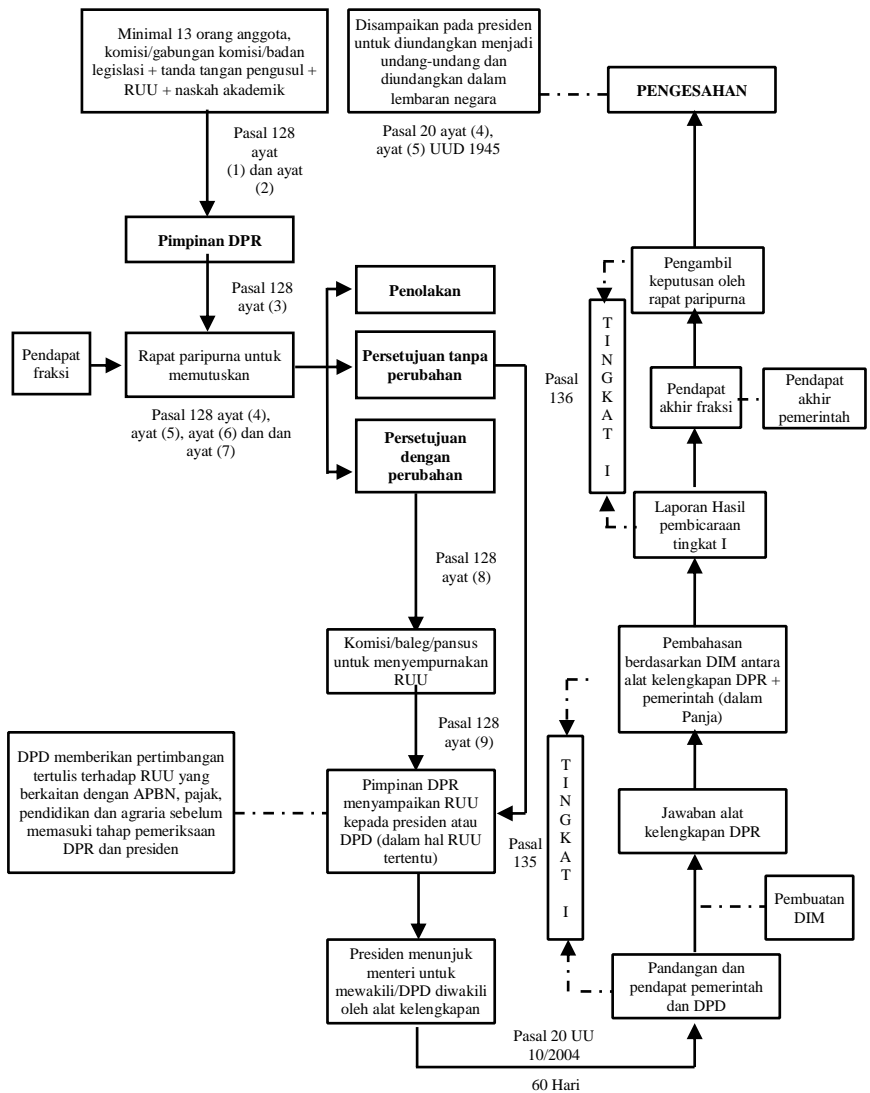 Minimal 13 orang anggota,
komisi/gabungan komisi/badan
legislasi + tanda tangan pengusul +
RUU + naskah akademik
Pasal 128
ayat
(1) dan ayat
(2)
Pimpinan DPR
Pasal 128
ayat (3)
Pendapat
fraksi
Rapat paripurna untuk
memutuskan
Pasal 128 ayat (4),
ayat (5), ayat (6) dan dan
ayat (7)
Penolakan
Persetujuan tanpa
perubahan
Persetujuan
dengan
perubahan
Pasal 128
ayat (8)
Komisi/baleg/pansus
untuk menyempurnakan
RUU
Pasal 128
ayat (9)
DPD memberikan pertimbangan
tertulis terhadap RUU yang
berkaitan dengan APBN, pajak,
pendidikan dan agraria sebelum
memasuki tahap pemeriksaan
DPR dan presiden
Pimpinan DPR
menyampaikan RUU
kepada presiden atau
DPD (dalam hal RUU
tertentu)
Presiden menunjuk
menteri untuk
mewakili/DPD diwakili
oleh alat kelengkapan
Pasal 20 UU
10/2004
60 Hari
Pandangan dan
pendapat pemerintah
dan DPD
Pembuatan
DIM
Jawaban alat
kelengkapan DPR
Pasal
135
T
I
N
G
K
A
T
I
Pembahasan
berdasarkan DIM antara
alat kelengkapan DPR +
pemerintah (dalam
Panja)
Laporan Hasil
pembicaraan
tingkat I
Pasal
136
T
I
N
G
K
A
T
I
Pendapat
akhir fraksi
Pendapat
akhir
pemerintah
Pengambil
keputusan oleh
rapat paripurna
PENGESAHAN
Disampaikan pada presiden
untuk diundangkan menjadi
undang-undang dan
diundangkan dalam
lembaran negara
Pasal 20 ayat (4),
ayat (5) UUD 1945